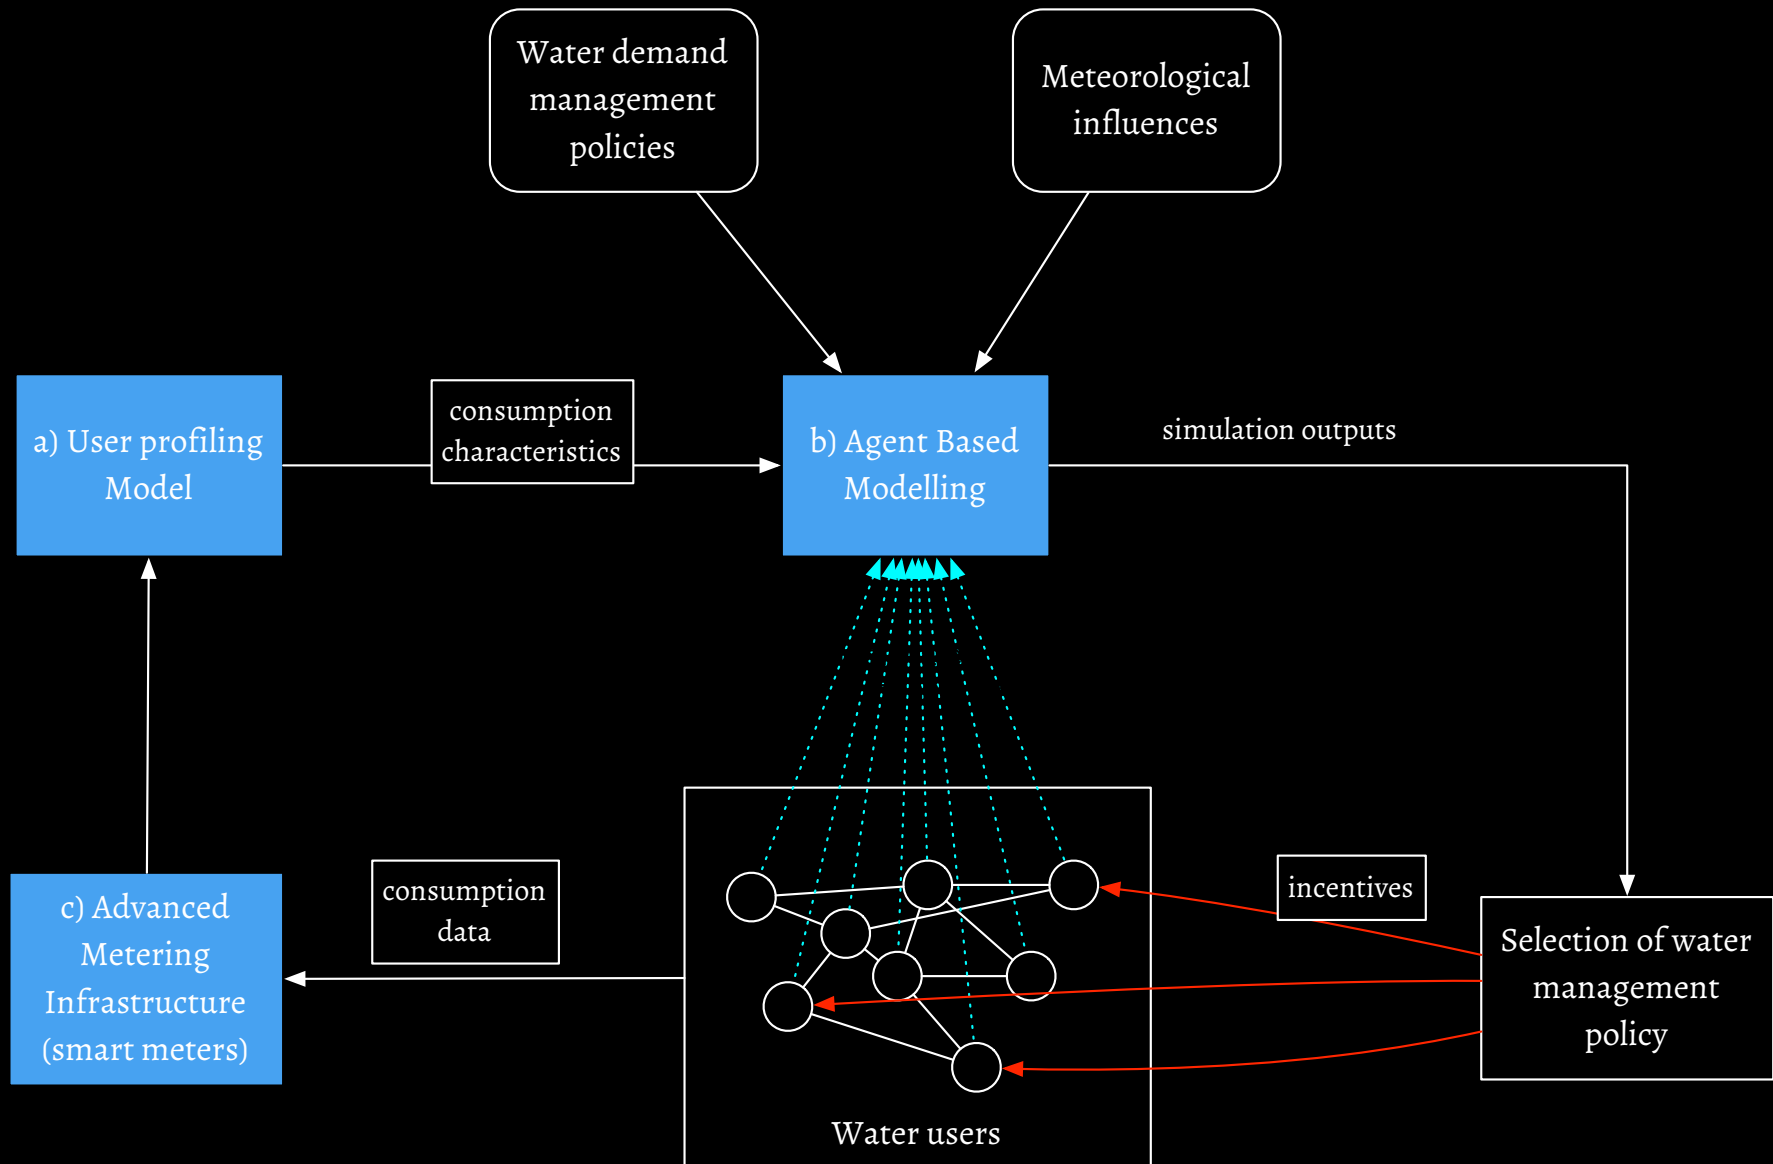 Water demand
management
policies
Meteorological
influences
a) User profiling
Model
consumption
characteristics
b) Agent Based
Modelling
simulation outputs
c) Advanced
Metering
Infrastructure
(smart meters)
consumption
data
incentives
Selection of water
management
policy
Water users